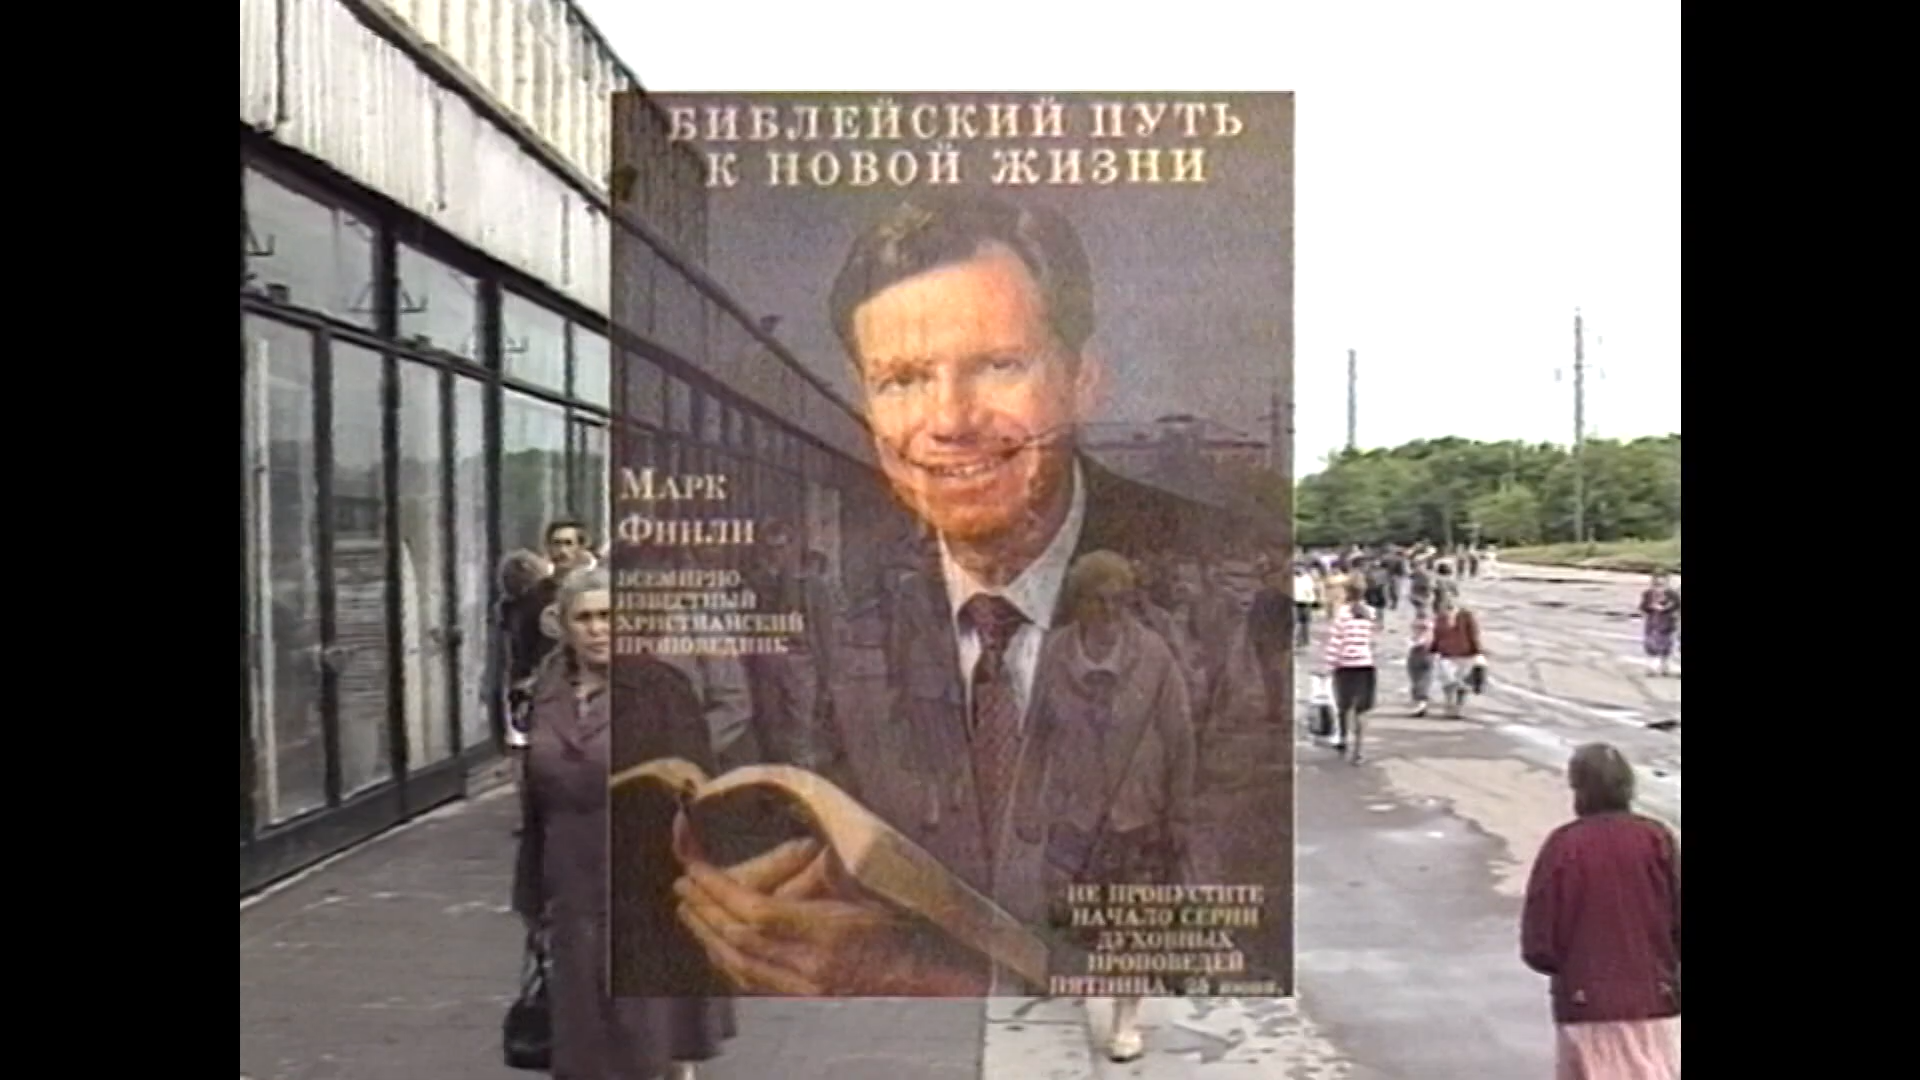 БИБЛЕЙСКИЙ ПУТЬ
К НОВОЙ ЖИЗНИ
МАРК
ФИНЛИ
ВСЕМИРНО
ИЗВЕСТНЫЙ
ХРИСТИАНСКИЙ
ПРОПОВЕДНИК
НЕ ПРОПУСТИТЕ
НАЧАЛО СЕРИИ
ДУХОВНЫХ
ПРОПОВЕДЕЙ
ПЯТНИЦА,